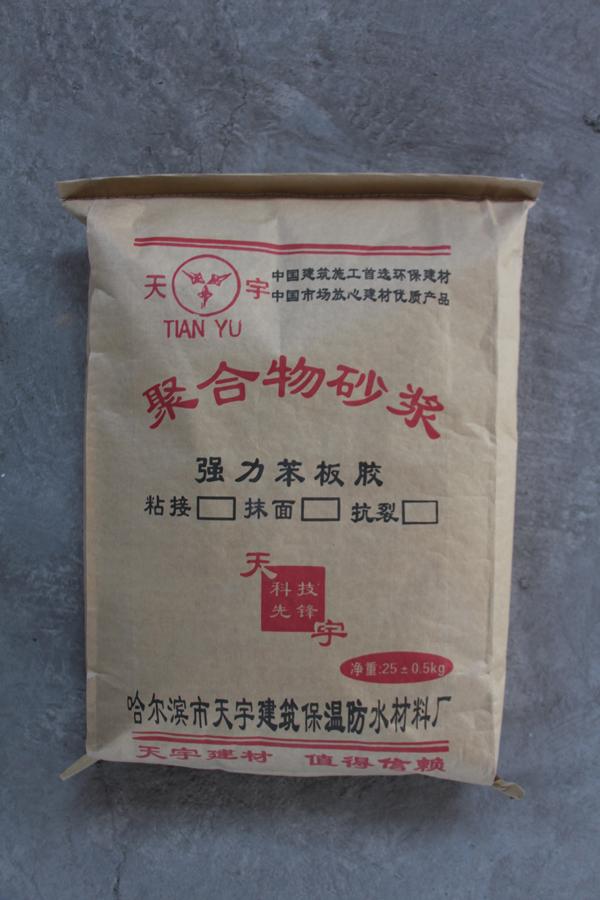 天宇
TIAN YU
中国建筑施工首选环保建材
中国市场放心建材优质产品
聚合物砂浆
强力苯板胶
粘接 抹面 抗裂
天
科技
先锋
宇
净重:25±0.5kg
哈尔滨市天宇建筑保温防水材料厂
天宇建材 值得信赖